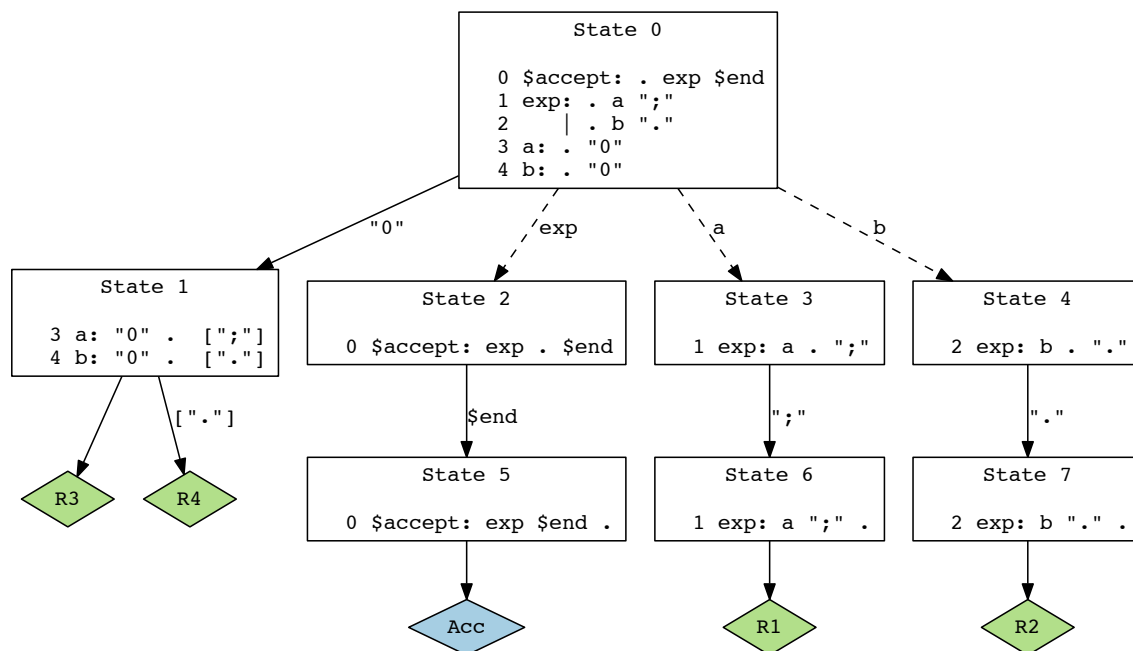 State 0
0 $accept: . exp $end
1 exp: . a ";"
2    | . b "."
3 a: . "0"
4 b: . "0"
"0"
exp
a
b
State 1
3 a: "0" .  [";"]
4 b: "0" .  ["."]
State 2
0 $accept: exp . $end
State 3
1 exp: a . ";"
State 4
2 exp: b . "."
["."]
$end
";"
"."
R3
R4
State 5
0 $accept: exp $end .
State 6
1 exp: a ";" .
State 7
2 exp: b "." .
Acc
R1
R2